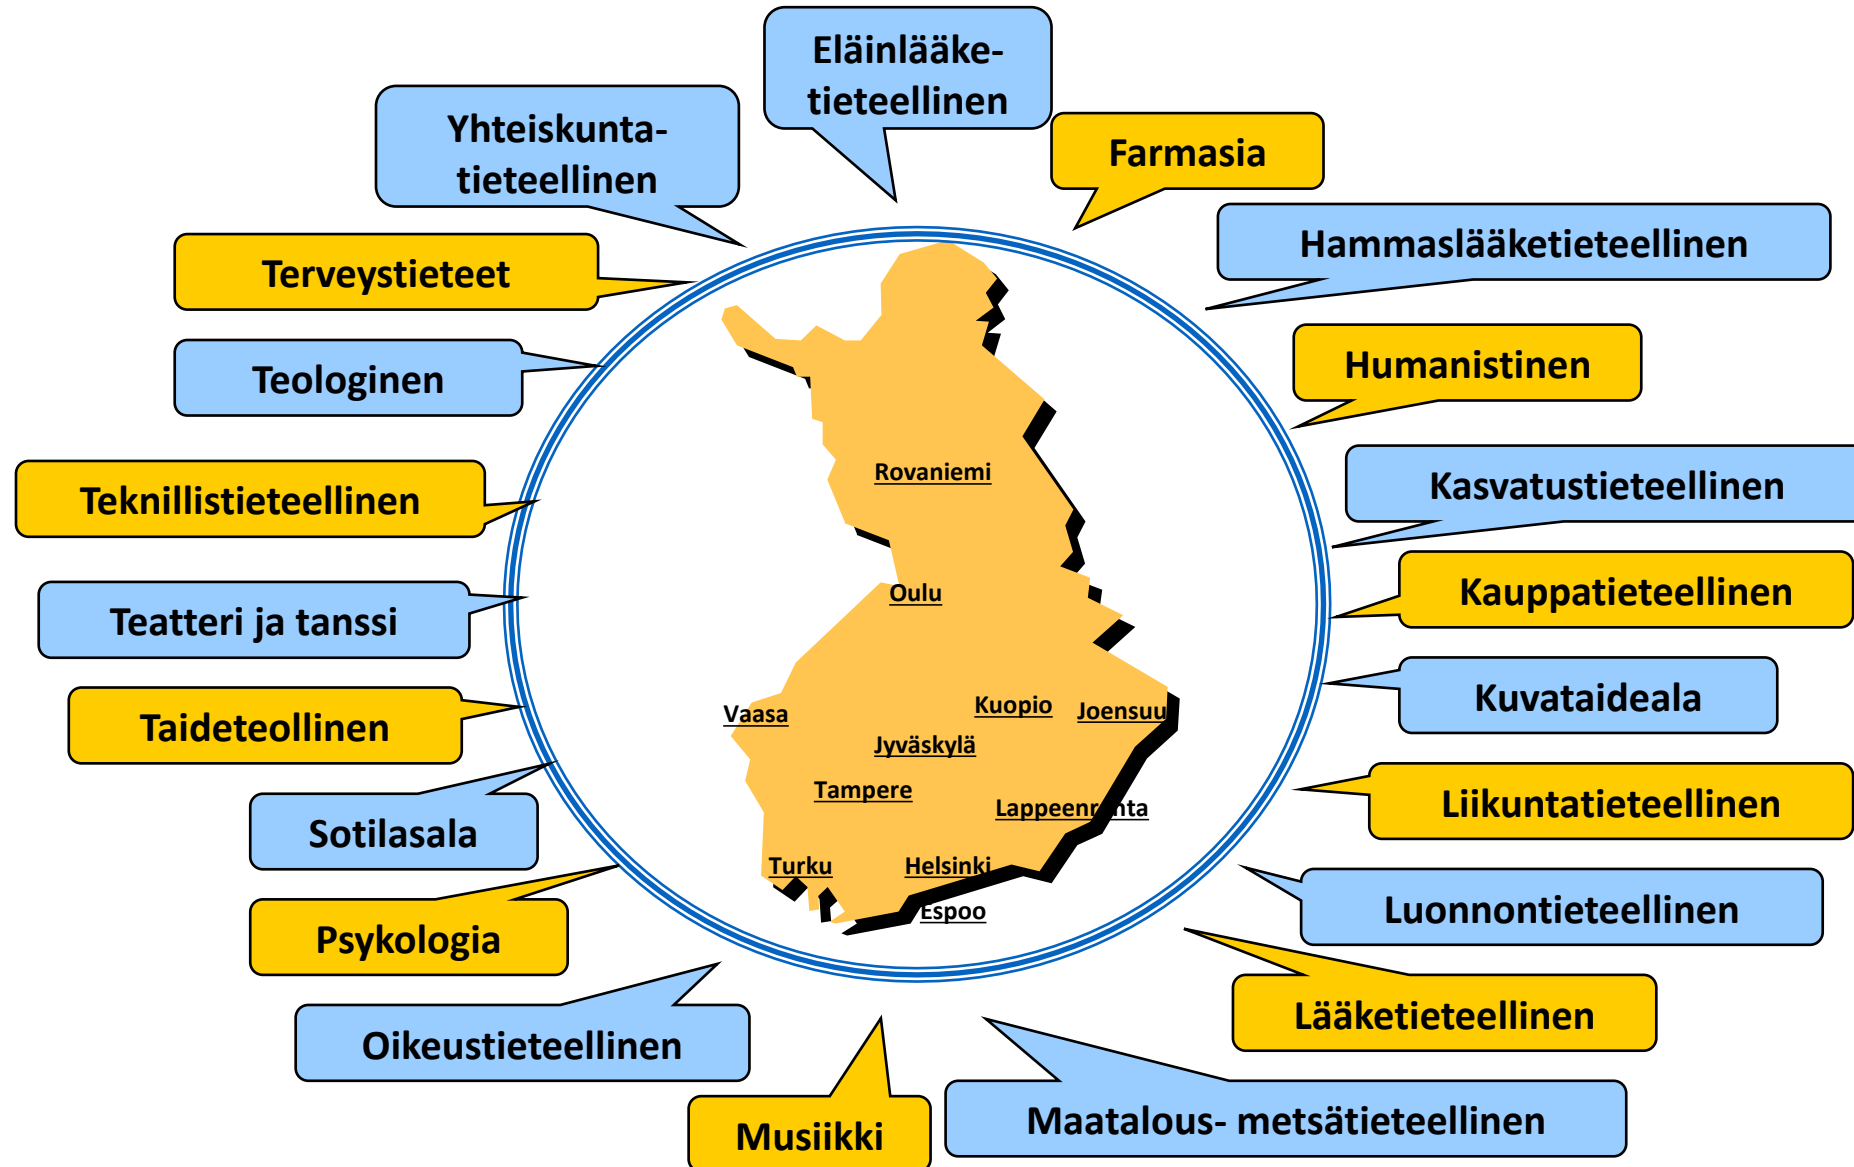 Eläinlääke-
tieteellinen
Farmasia
Hammaslääketieteellinen
Humanistinen
Kasvatustieteellinen
Kauppatieteellinen
Kuvataideala
Liikuntatieteellinen
Luonnontieteellinen
Lääketieteellinen
Maatalous- metsätieteellinen
Musiikki
Oikeustieteellinen
Psykologia
Sotilasala
Taideteollinen
Teatteri ja tanssi
Teknillistieteellinen
Teologinen
Terveystieteet
Yhteiskunta-
tieteellinen
Rovaniemi
Oulu
Vaasa
Kuopio
Joensuu
Jyväskylä
Tampere
Lappeenranta
Turku
Helsinki
Espoo